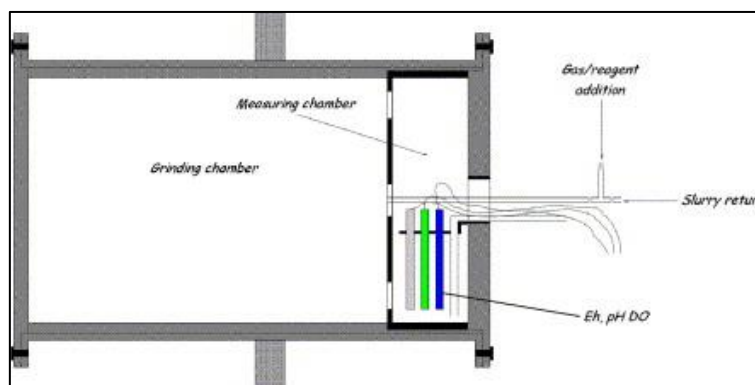 Gas/reagent
addition
Measuring chamber
Grinding chamber
Slurry retur
Eh, pH DO